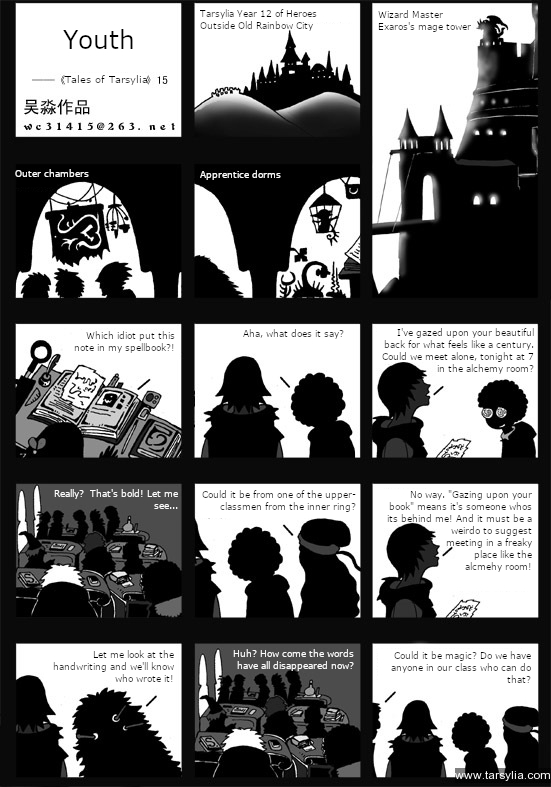 Youth
——《Tales of Tarsylia》 15
吴淼作品
wc31415@263.net
Tarsylia Year 12 of Heroes
Outside Old Rainbow City
Wizard Master
Exaros's mage tower
Outer chambers
Apprentice dorms
Which idiot put this
note in my spellbook?!
Aha, what does it say?
I've gazed upon your beautiful
back for what feels like a century.
Could we meet alone, tonight at 7
in the alchemy room?
Really? That's bold! Let me
see...
Could it be from one of the upper-
classmen from the inner ring?
No way. "Gazing upon your
book" means it's someone whos
its behind me! And it must be a
weirdo to suggest
meeting in a freaky
place like the
alcmehy room!
Let me look at the
handwriting and we'll know
who wrote it!
Huh? How come the words
have all disappeared now?
Could it be magic? Do we have
anyone in our class who can do
that?
www.tarsylia.com